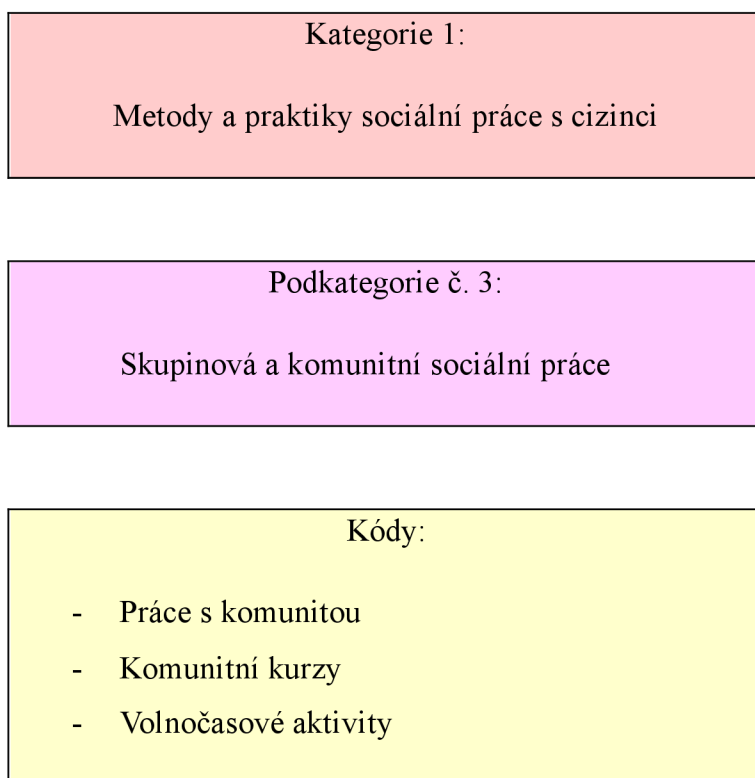 Kategorie 1:
Metody a praktiky sociální práce s cizinci
Podkategorie č. 3:
Skupinová a komunitní sociální práce
Kódy:
- Práce s komunitou
- Komunitní kurzy
- Volnočasové aktivity